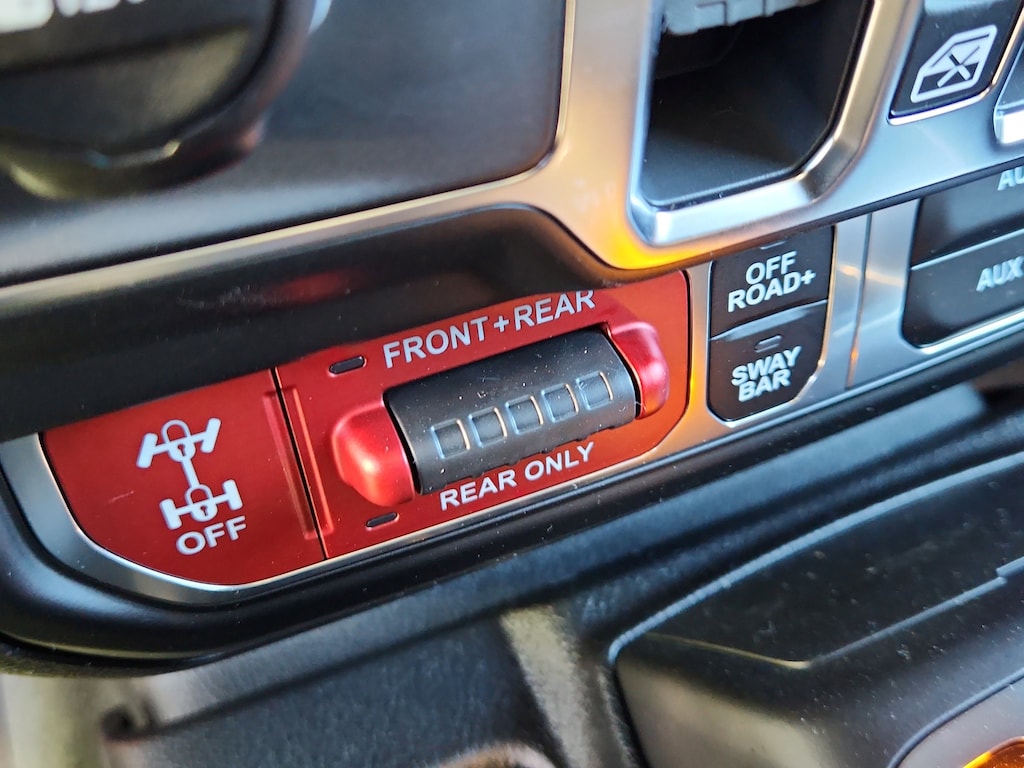 FRONT+REAR
REAR ONLY
OFF
OFF
ROAD+
SWAY
BAR
AUX